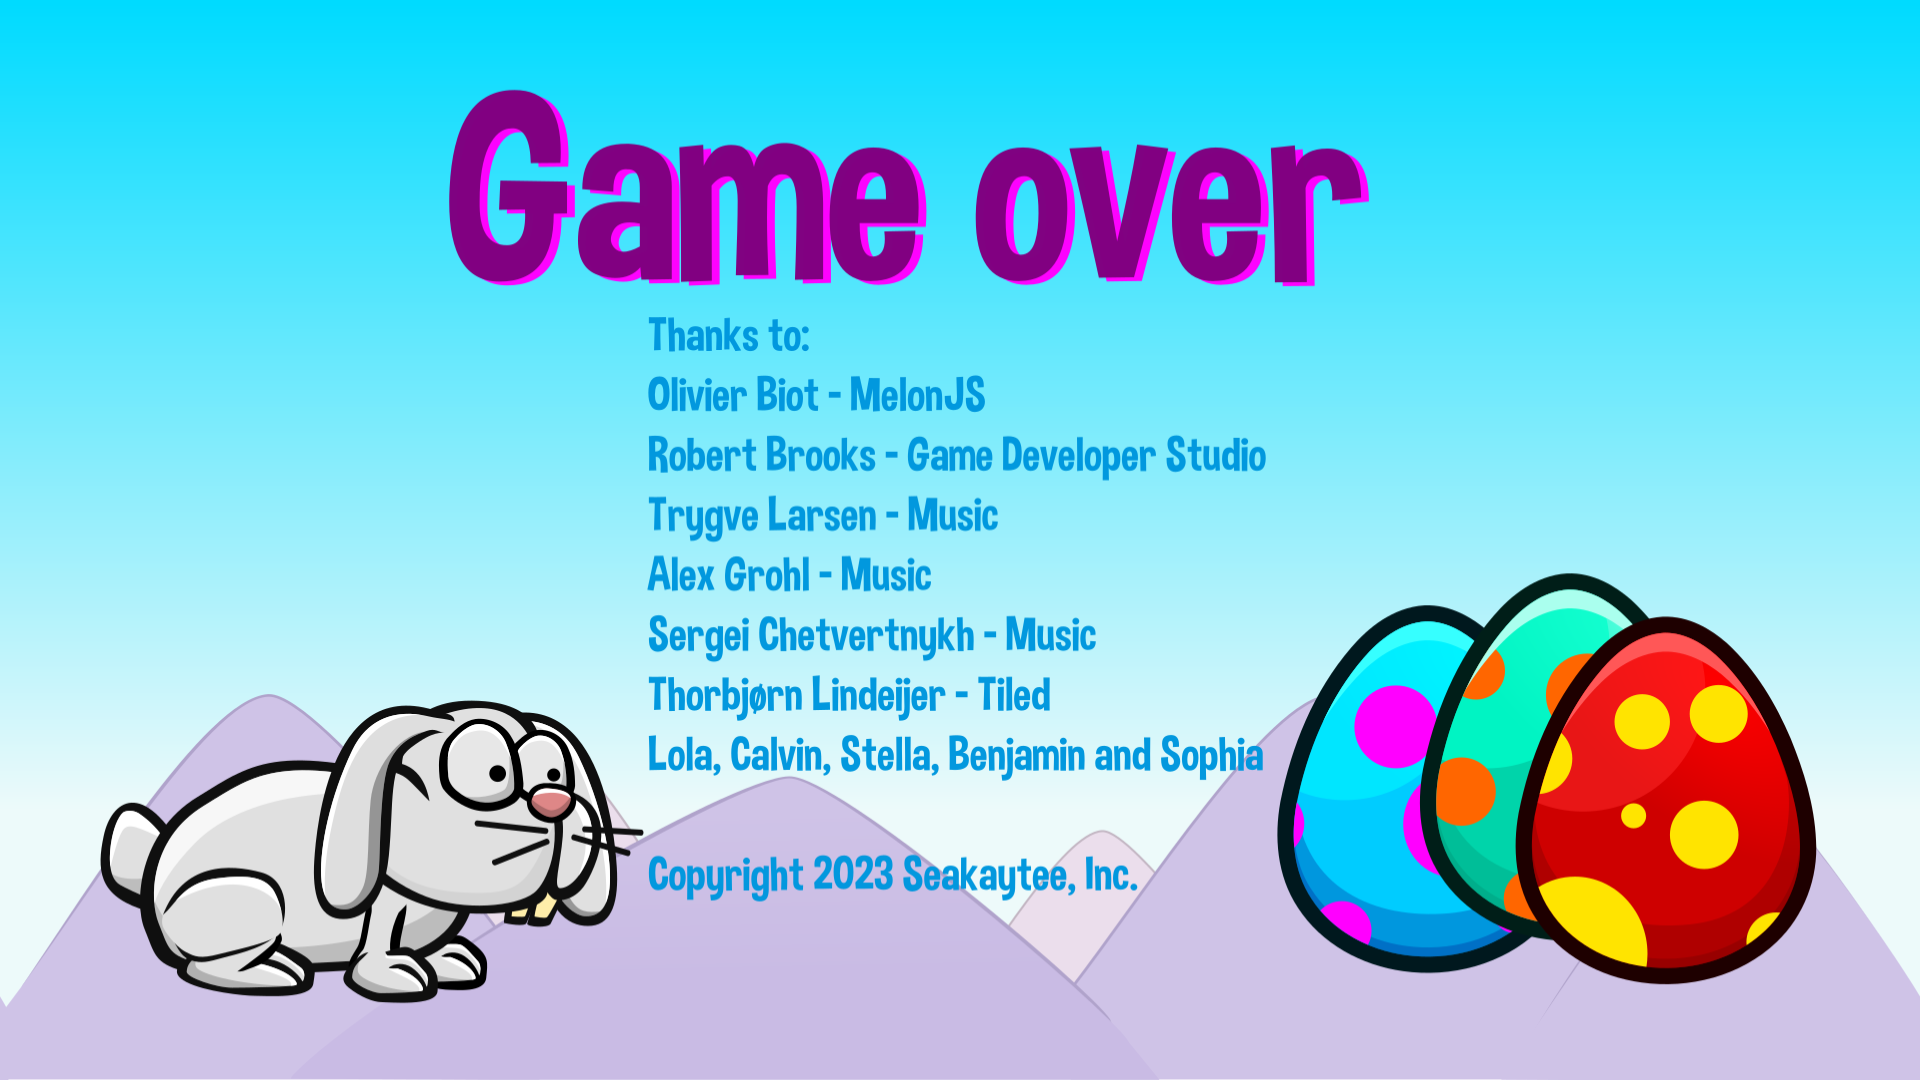 Game over
Thanks to:
Olivier Biot - MelonJS
Robert Brooks - Game Developer Studio
Trygve Larsen - Music
Alex Grohl - Music
Sergei Chetvertnykh - Music
Thorbjørn Lindeijer - Tiled
Lola, Calvin, Stella, Benjamin and Sophia
Copyright 2023 Seakaytee, Inc.